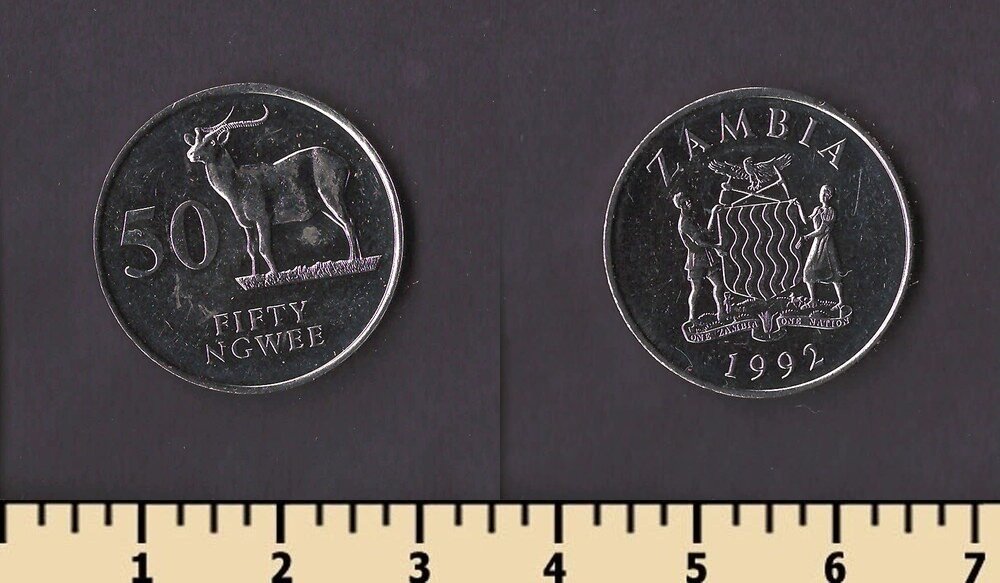 50
FIFTY
NGWEE
ZAMBIA
ONE ZAMBIA ONE NATION
1992
1 2 3 4 5 6 7